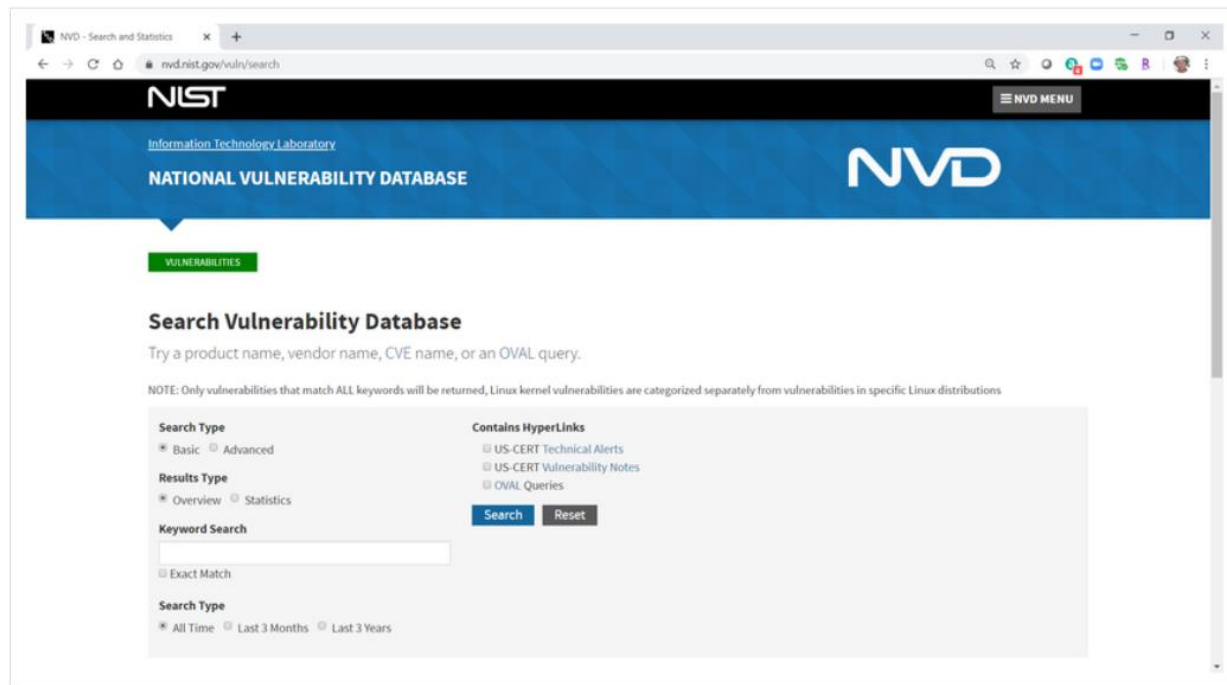 NVD - Search and Statistics
nvd.nist.gov/vuln/search
NIST
NVD MENU
Information Technology Laboratory
NATIONAL VULNERABILITY DATABASE
NVD
VULNERABILITIES
Search Vulnerability Database
Try a product name, vendor name, CVE name, or an OVAL query.
NOTE: Only vulnerabilities that match ALL keywords will be returned, Linux kernel vulnerabilities are categorized separately from vulnerabilities in specific Linux distributions
Search Type
Basic Advanced
Results Type
Overview Statistics
Keyword Search
Exact Match
Search Type
All Time Last 3 Months Last 3 Years
Contains HyperLinks
US-CERT Technical Alerts
US-CERT Vulnerability Notes
OVAL Queries
Search Reset